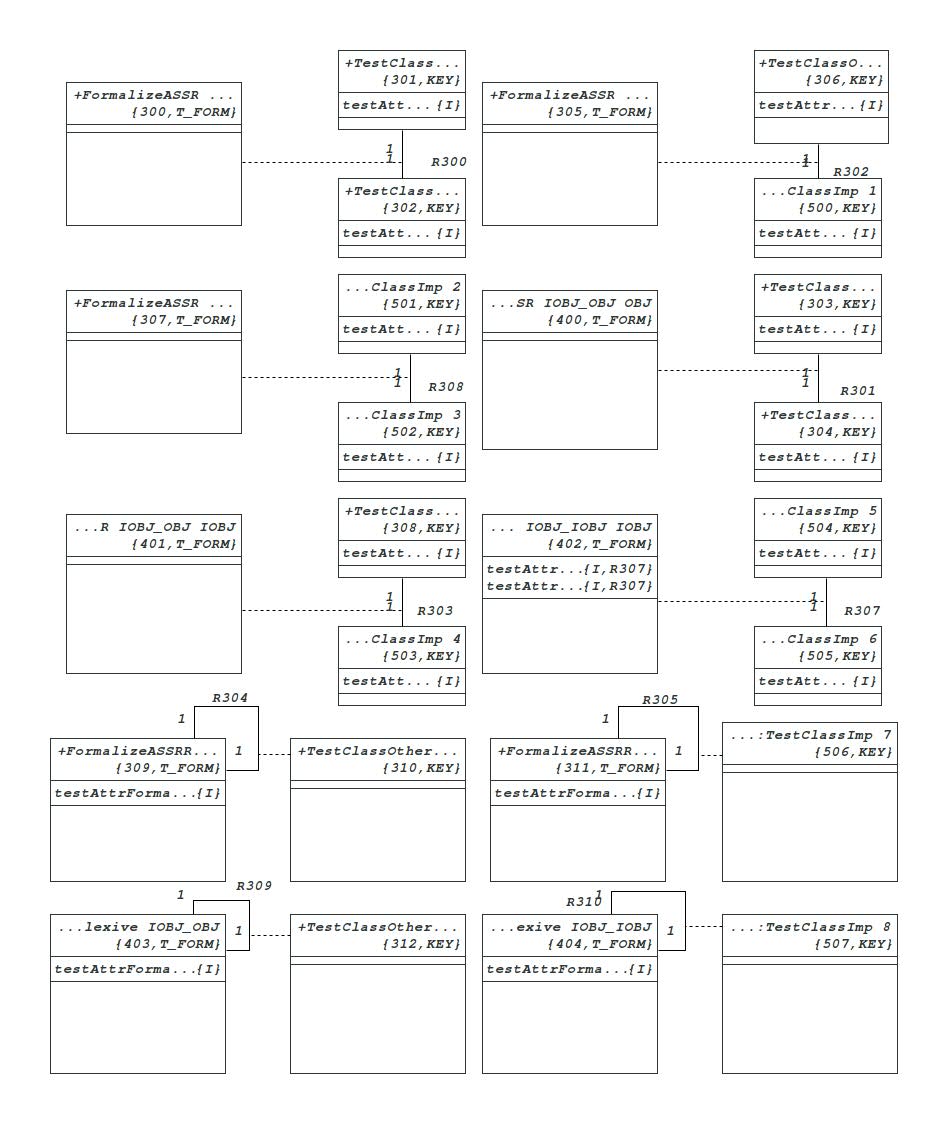 +TestClass...
{301,KEY}
testAtt... {I}
+TestClassO...
{306,KEY}
testAttr... {I}
+FormalizeASSR ...
{300,T_FORM}
+FormalizeASSR ...
{305,T_FORM}
1
1
R300
1
1
R302
+TestClass...
{302,KEY}
testAtt... {I}
...ClassImp 1
{500,KEY}
testAtt... {I}
+FormalizeASSR ...
{307,T_FORM}
...ClassImp 2
{501,KEY}
testAtt... {I}
...SR IOBJ_OBJ OBJ
{400,T_FORM}
+TestClass...
{303,KEY}
testAtt... {I}
1
1
R308
1
1
R301
...ClassImp 3
{502,KEY}
testAtt... {I}
+TestClass...
{304,KEY}
testAtt... {I}
...R IOBJ_OBJ IOBJ
{401,T_FORM}
+TestClass...
{308,KEY}
testAtt... {I}
... IOBJ_IOBJ IOBJ
{402,T_FORM}
testAttr...{I,R307}
testAttr...{I,R307}
...ClassImp 5
{504,KEY}
testAtt... {I}
1
1
R303
1
1
R307
...ClassImp 4
{503,KEY}
testAtt... {I}
...ClassImp 6
{505,KEY}
testAtt... {I}
R304
1
1
R305
1
1
+FormalizeASSRR...
{309,T_FORM}
testAttrForma...{I}
+TestClassOther...
{310,KEY}
+FormalizeASSRR...
{311,T_FORM}
testAttrForma...{I}
...:TestClassImp 7
{506,KEY}
R309
1
1
R310
1
1
...lexive IOBJ_OBJ
{403,T_FORM}
testAttrForma...{I}
+TestClassOther...
{312,KEY}
...exive IOBJ_IOBJ
{404,T_FORM}
testAttrForma...{I}
...:TestClassImp 8
{507,KEY}